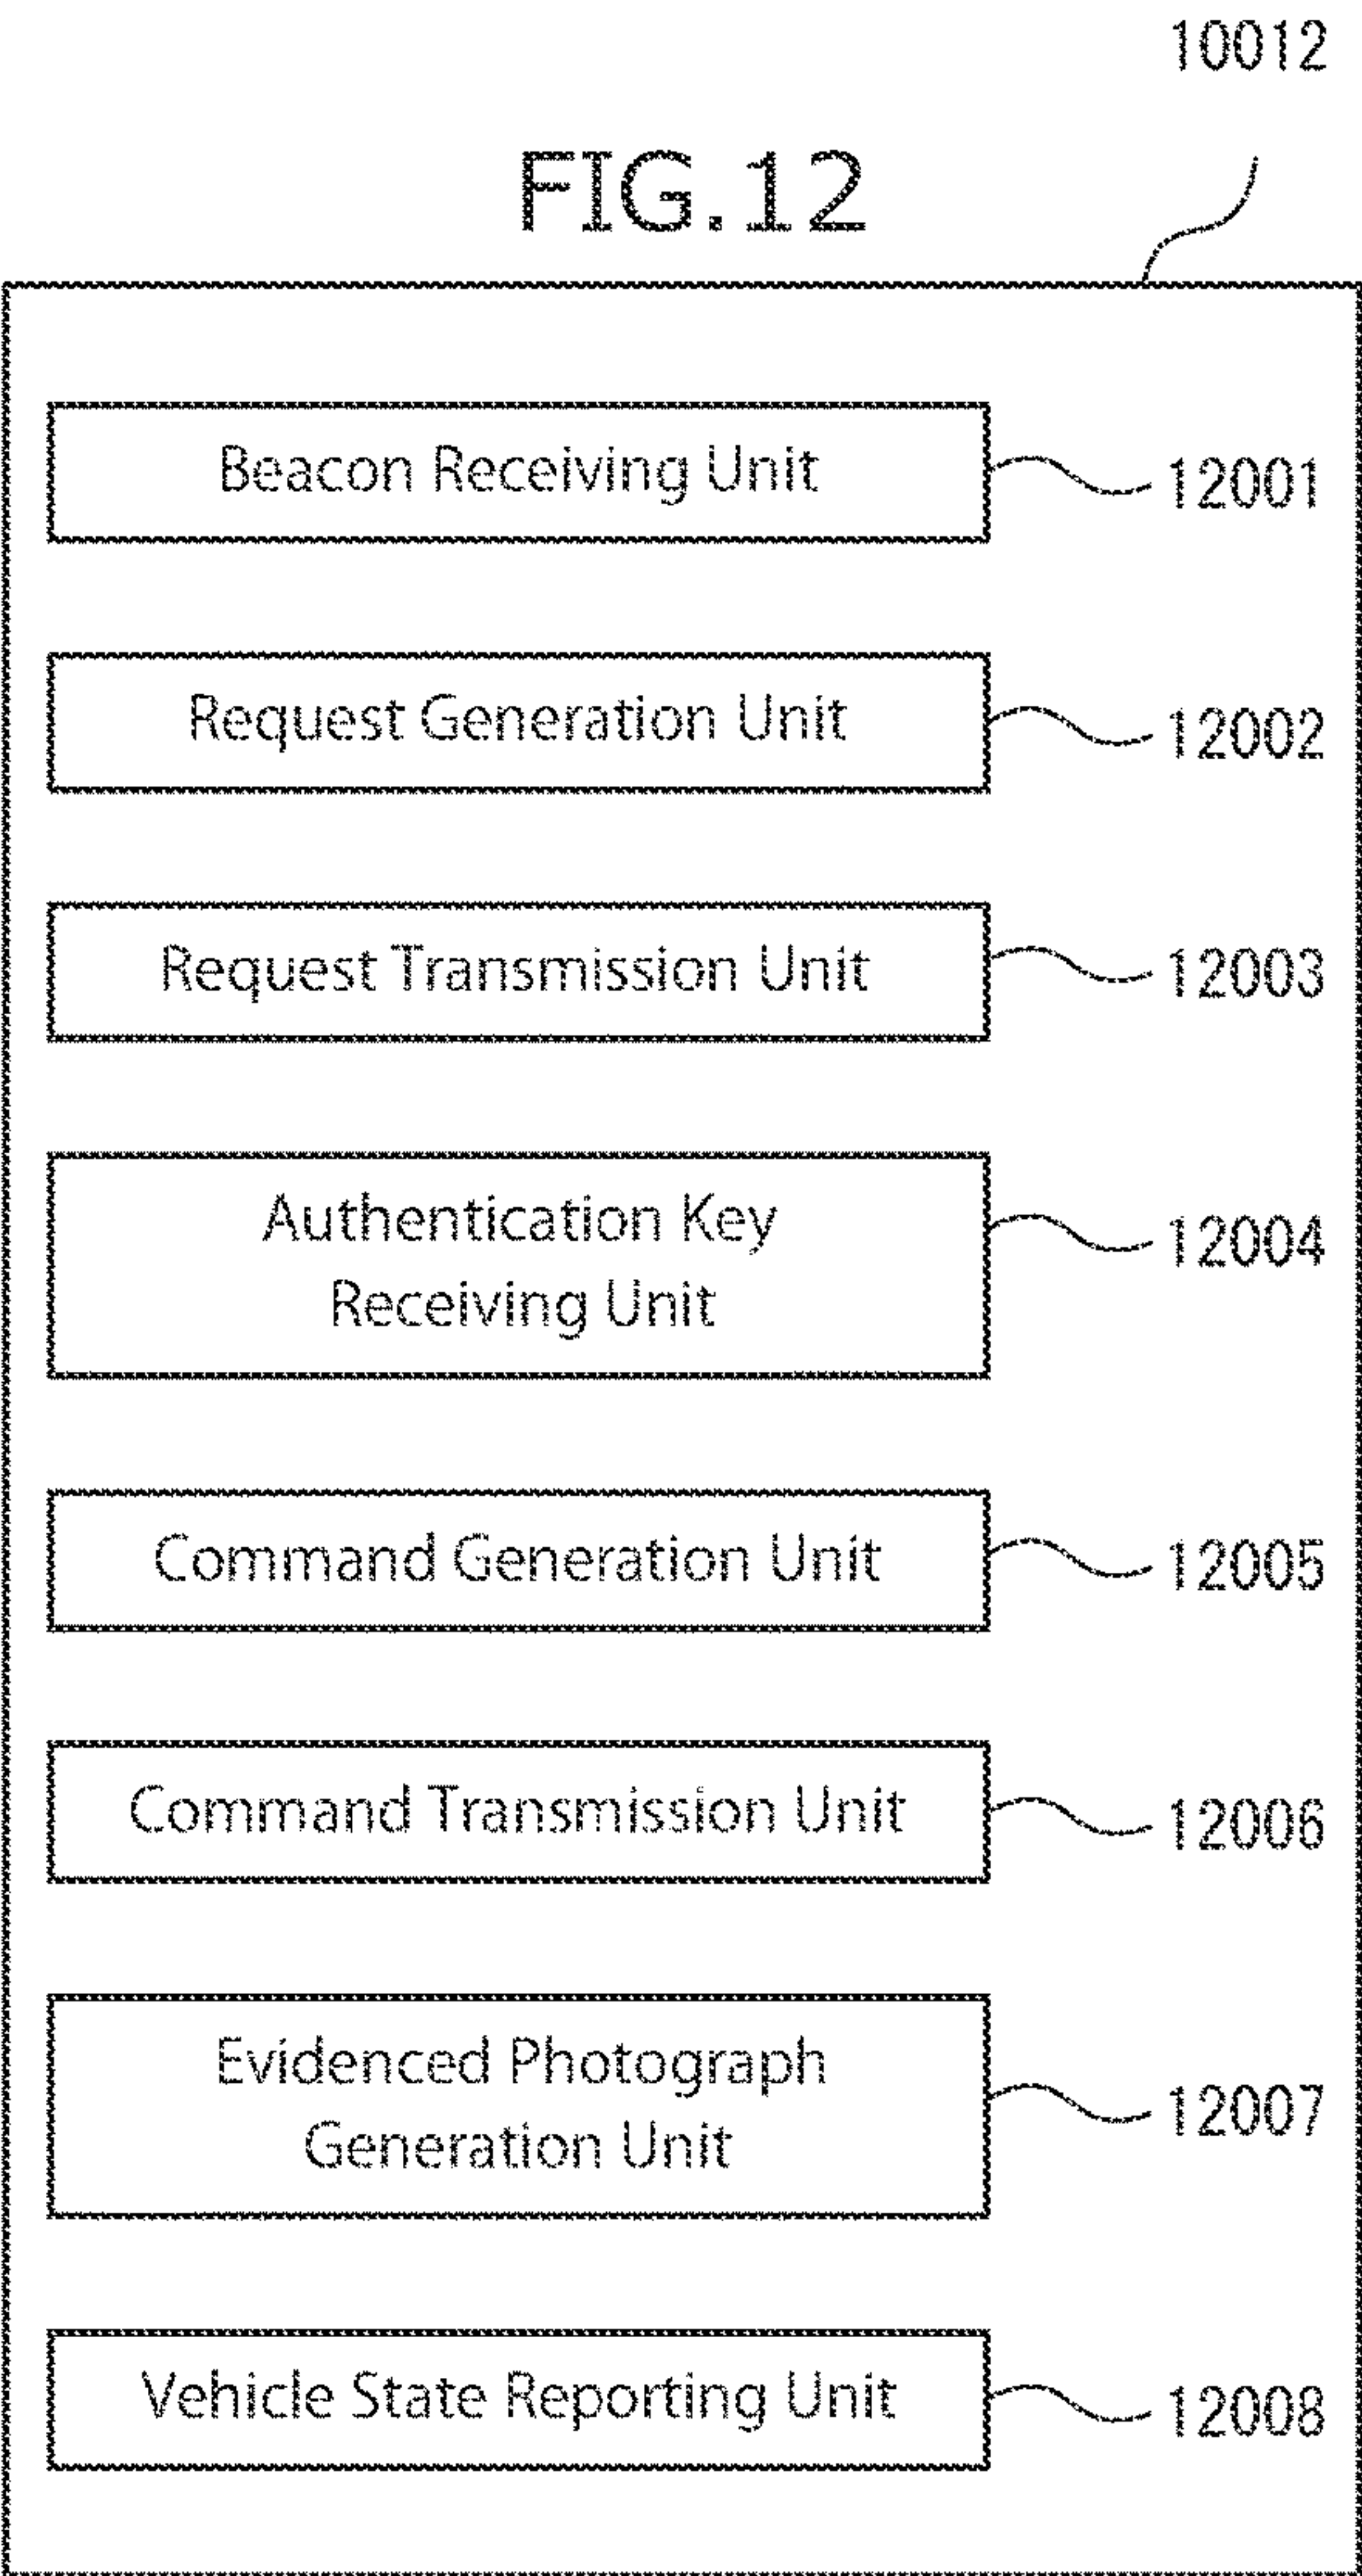 10012
FIG.12
Beacon Receiving Unit
12001
Request Generation Unit
12002
Request Transmission Unit
12003
Authentication Key
Receiving Unit
12004
Command Generation Unit
12005
Command Transmission Unit
12006
Evidenced Photograph
Generation Unit
12007
Vehicle State Reporting Unit
12008